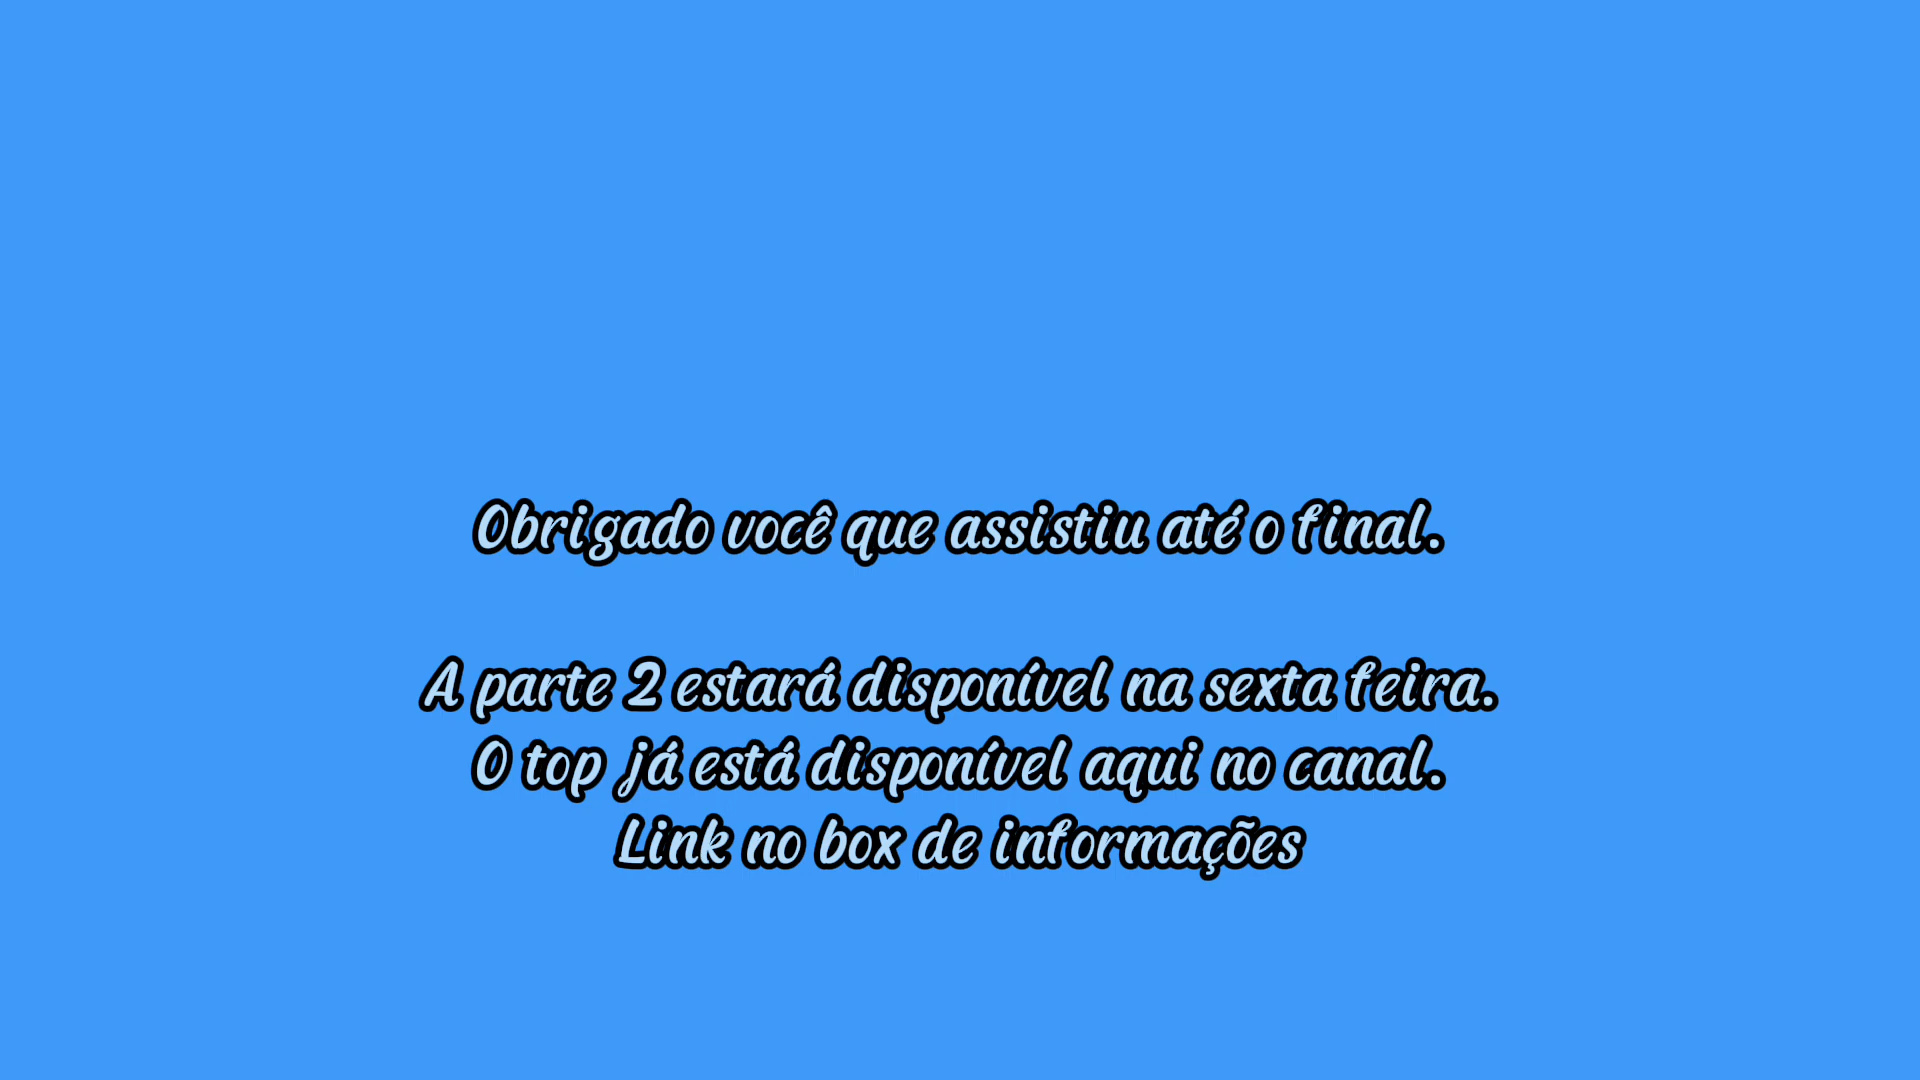 Obrigado você que assistiu até o final.
A parte 2 estará disponível na sexta feira.
O top já está disponível aqui no canal.
Link no box de informações